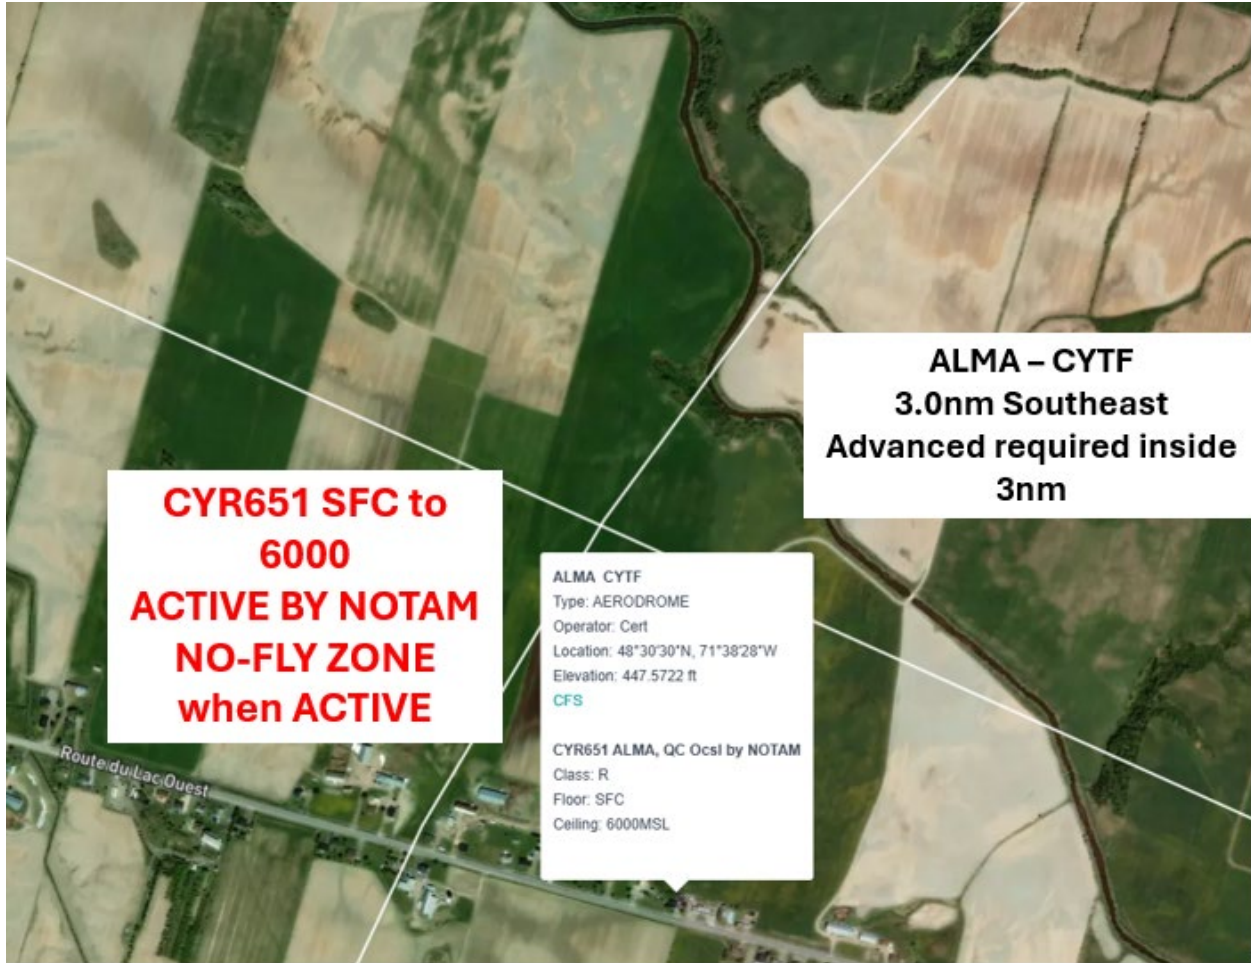 ALMA – CYTF
3.0nm Southeast
Advanced required inside
3nm
CYR651 SFC to
6000
ACTIVE BY NOTAM
NO-FLY ZONE
when ACTIVE
ALMA CYTF
Type: AERODROME
Operator: Cert
Location: 48°30'30"N, 71°38'28"W
Elevation: 447.5722 ft
CFS
CYR651 ALMA, QC Ocsl by NOTAM
Class: R
Floor: SFC
Ceiling: 6000MSL
Route du Lac Ouest